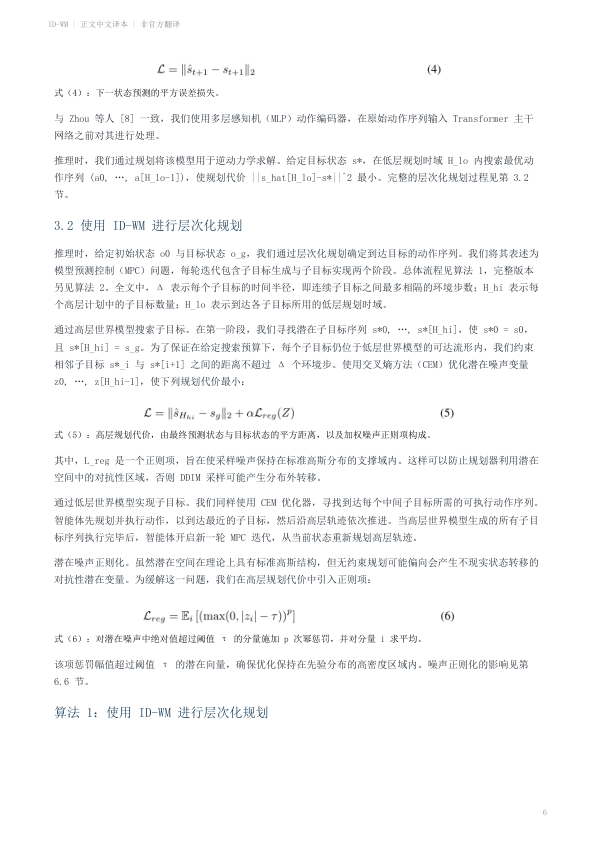 ID-WM | 正文中文译本 | 非官方翻译
ℒ = ‖ŝ_{t+1} − s_{t+1}‖_2 (4)
式（4）：下一状态预测的平方误差损失。
与 Zhou 等人 [8] 一致，我们使用多层感知机（MLP）动作编码器，在原始动作序列输入 Transformer 主干
网络之前对其进行处理。
推理时，我们通过规划将该模型用于逆动力学求解。给定目标状态 s*，在低层规划时域 H_lo 内搜索最优动
作序列 (a0, …, a[H_lo-1])，使规划代价 ||s_hat[H_lo]-s*||^2 最小。完整的层次化规划过程见第 3.2
节。
3.2 使用 ID-WM 进行层次化规划
推理时，给定初始状态 o0 与目标状态 o_g，我们通过层次化规划确定到达目标的动作序列。我们将其表述为
模型预测控制（MPC）问题，每轮迭代包含子目标生成与子目标实现两个阶段。总体流程见算法 1，完整版本
另见算法 2。全文中，Δ 表示每个子目标的时间半径，即连续子目标之间最多相隔的环境步数；H_hi 表示每
个高层计划中的子目标数量；H_lo 表示到达各子目标所用的低层规划时域。
通过高层世界模型搜索子目标。在第一阶段，我们寻找潜在子目标序列 s*0, …, s*[H_hi]，使 s*0 = s0，
且 s*[H_hi] = s_g。为了保证在给定搜索预算下，每个子目标仍位于低层世界模型的可达流形内，我们约束
相邻子目标 s*_i 与 s*[i+1] 之间的距离不超过 Δ 个环境步。使用交叉熵方法（CEM）优化潜在噪声变量
z0, …, z[H_hi-1]，使下列规划代价最小：
ℒ = ‖ŝ_{H_{hi}} − s_g‖_2 + αℒ_{reg}(Z) (5)
式（5）：高层规划代价，由最终预测状态与目标状态的平方距离，以及加权噪声正则项构成。
其中，L_reg 是一个正则项，旨在使采样噪声保持在标准高斯分布的支撑域内。这样可以防止规划器利用潜在
空间中的对抗性区域，否则 DDIM 采样可能产生分布外转移。
通过低层世界模型实现子目标。我们同样使用 CEM 优化器，寻找到达每个中间子目标所需的可执行动作序列。
智能体先规划并执行动作，以到达最近的子目标，然后沿高层轨迹依次推进。当高层世界模型生成的所有子目
标序列执行完毕后，智能体开启新一轮 MPC 迭代，从当前状态重新规划高层轨迹。
潜在噪声正则化。虽然潜在空间在理论上具有标准高斯结构，但无约束规划可能偏向会产生不现实状态转移的
对抗性潜在变量。为缓解这一问题，我们在高层规划代价中引入正则项：
ℒ_{reg} = 𝔼_i [(max(0, |z_i| − τ))^p] (6)
式（6）：对潜在噪声中绝对值超过阈值 τ 的分量施加 p 次幂惩罚，并对分量 i 求平均。
该项惩罚幅值超过阈值 τ 的潜在向量，确保优化保持在先验分布的高密度区域内。噪声正则化的影响见第
6.6 节。
算法 1：使用 ID-WM 进行层次化规划
6